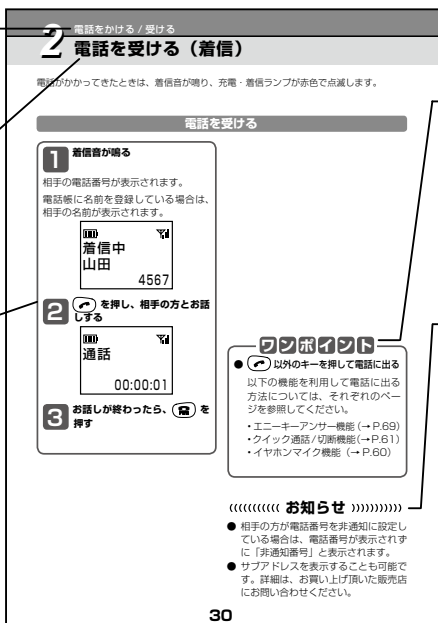 2
電話をかける / 受ける
電話を受ける（着信）
電話がかかってきたときは、着信音が鳴り、充電・着信ランプが赤色で点滅します。
電話を受ける
1 着信音が鳴る
相手の電話番号が表示されます。
電話帳に名前を登録している場合は、
相手の名前が表示されます。
着信中
山田
4567
2 を押し、相手の方とお話
しする
通話
00:00:01
3 お話しが終わったら、 を
押す
ワンポイント
● 以外のキーを押して電話に出る
以下の機能を利用して電話に出る
方法については、それぞれのペー
ジを参照してください。
・エニーキーアンサー機能（→ P.69）
・クイック通話 / 切断機能（→ P.61）
・イヤホンマイク機能（→ P.60）
お知らせ
● 相手の方が電話番号を非通知に設定し
ている場合は、電話番号が表示されず
に「非通知番号」と表示されます。
● サブアドレスを表示することも可能で
す。詳細は、お買い上げ頂いた販売店
にお問い合わせください。
30